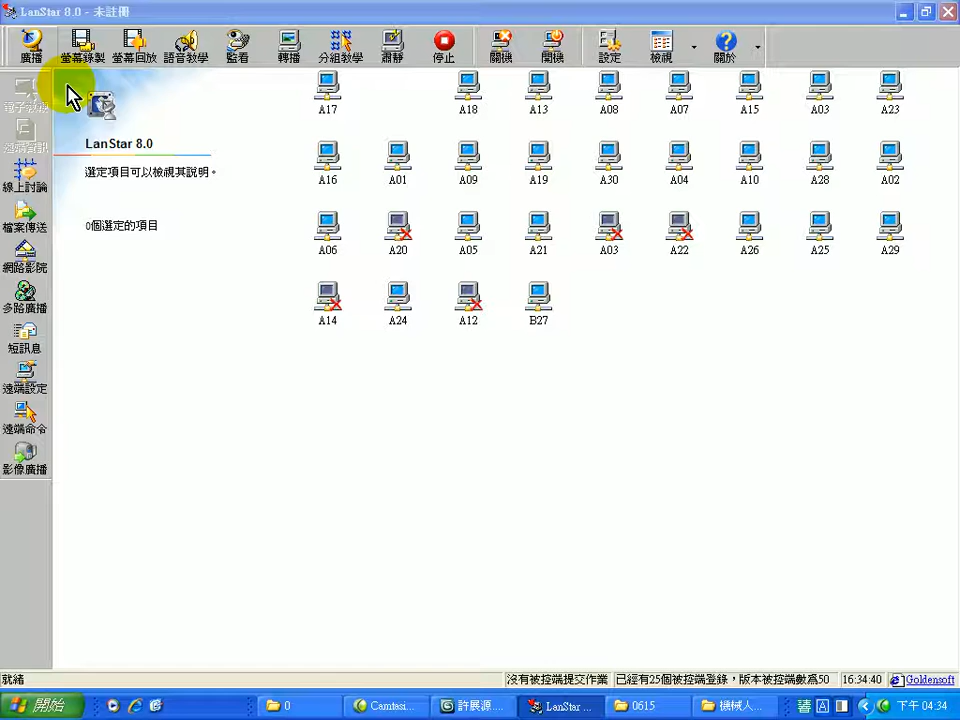 LanStar 8.0 - 未註冊
廣播 螢幕錄製 螢幕回放 語音教學 監看 轉播 分組教學 肅靜 停止 關機 開機 設定 檢視 關於
線上討論
檔案傳送
網路影院
多路廣播
短訊息
遠端設定
遠端命令
影像廣播
LanStar 8.0
選定項目可以檢視其說明。
0個選定的項目
A17 A18 A13 A08 A07 A15 A03 A23
A16 A01 A09 A19 A30 A04 A10 A28 A02
A06 A20 A05 A21 A03 A22 A26 A25 A29
A14 A24 A12 B27
就緒 沒有被控端提交作業 已經有25個被控端登錄，版本被控端數為50 16:34:40 Goldensoft
開始 0 Camtasi... 許展源... LanStar ... 0615 機械人... 下午 04:34